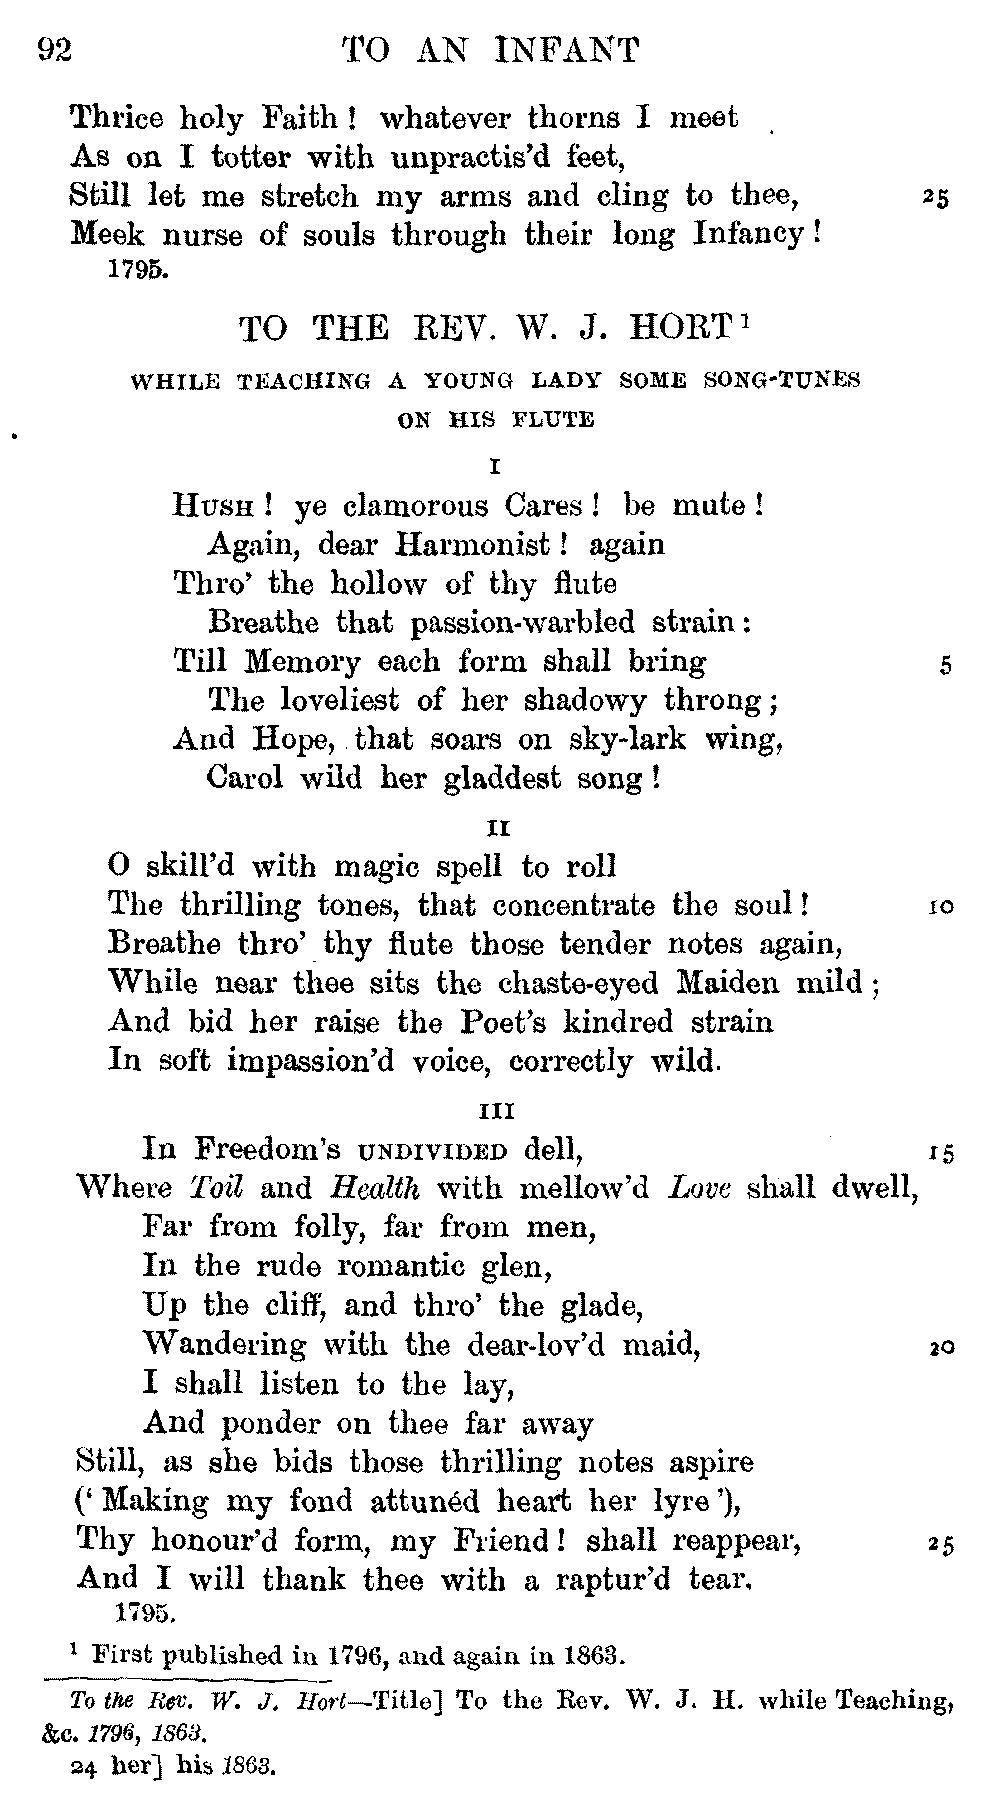 92 TO AN INFANT
Thrice holy Faith ! whatever thorns I meet
As on I totter with unpractis'd feet,
Still let me stretch my arms and cling to thee, 25
Meek nurse of souls through their long Infancy !
1795.
TO THE REV. W. J. HORT ¹
WHILE TEACHING A YOUNG LADY SOME SONG-TUNES
ON HIS FLUTE
I
HUSH ! ye clamorous Cares ! be mute !
Again, dear Harmonist ! again
Thro' the hollow of thy flute
Breathe that passion-warbled strain :
Till Memory each form shall bring 5
The loveliest of her shadowy throng ;
And Hope, that soars on sky-lark wing,
Carol wild her gladdest song !
II
O skill'd with magic spell to roll
The thrilling tones, that concentrate the soul ! 10
Breathe thro' thy flute those tender notes again,
While near thee sits the chaste-eyed Maiden mild ;
And bid her raise the Poet's kindred strain
In soft impassion'd voice, correctly wild.
III
In Freedom's UNDIVIDED dell, 15
Where Toil and Health with mellow'd Love shall dwell,
Far from folly, far from men,
In the rude romantic glen,
Up the cliff, and thro' the glade,
Wandering with the dear-lov'd maid, 20
I shall listen to the lay,
And ponder on thee far away
Still, as she bids those thrilling notes aspire
(‘ Making my fond attunéd heart her lyre ’),
Thy honour'd form, my Friend ! shall reappear, 25
And I will thank thee with a raptur'd tear.
1795.
¹ First published in 1796, and again in 1863.
To the Rev. W. J. Hort—Title] To the Rev. W. J. H. while Teaching,
&c. 1796, 1863.
24 her] his 1863.